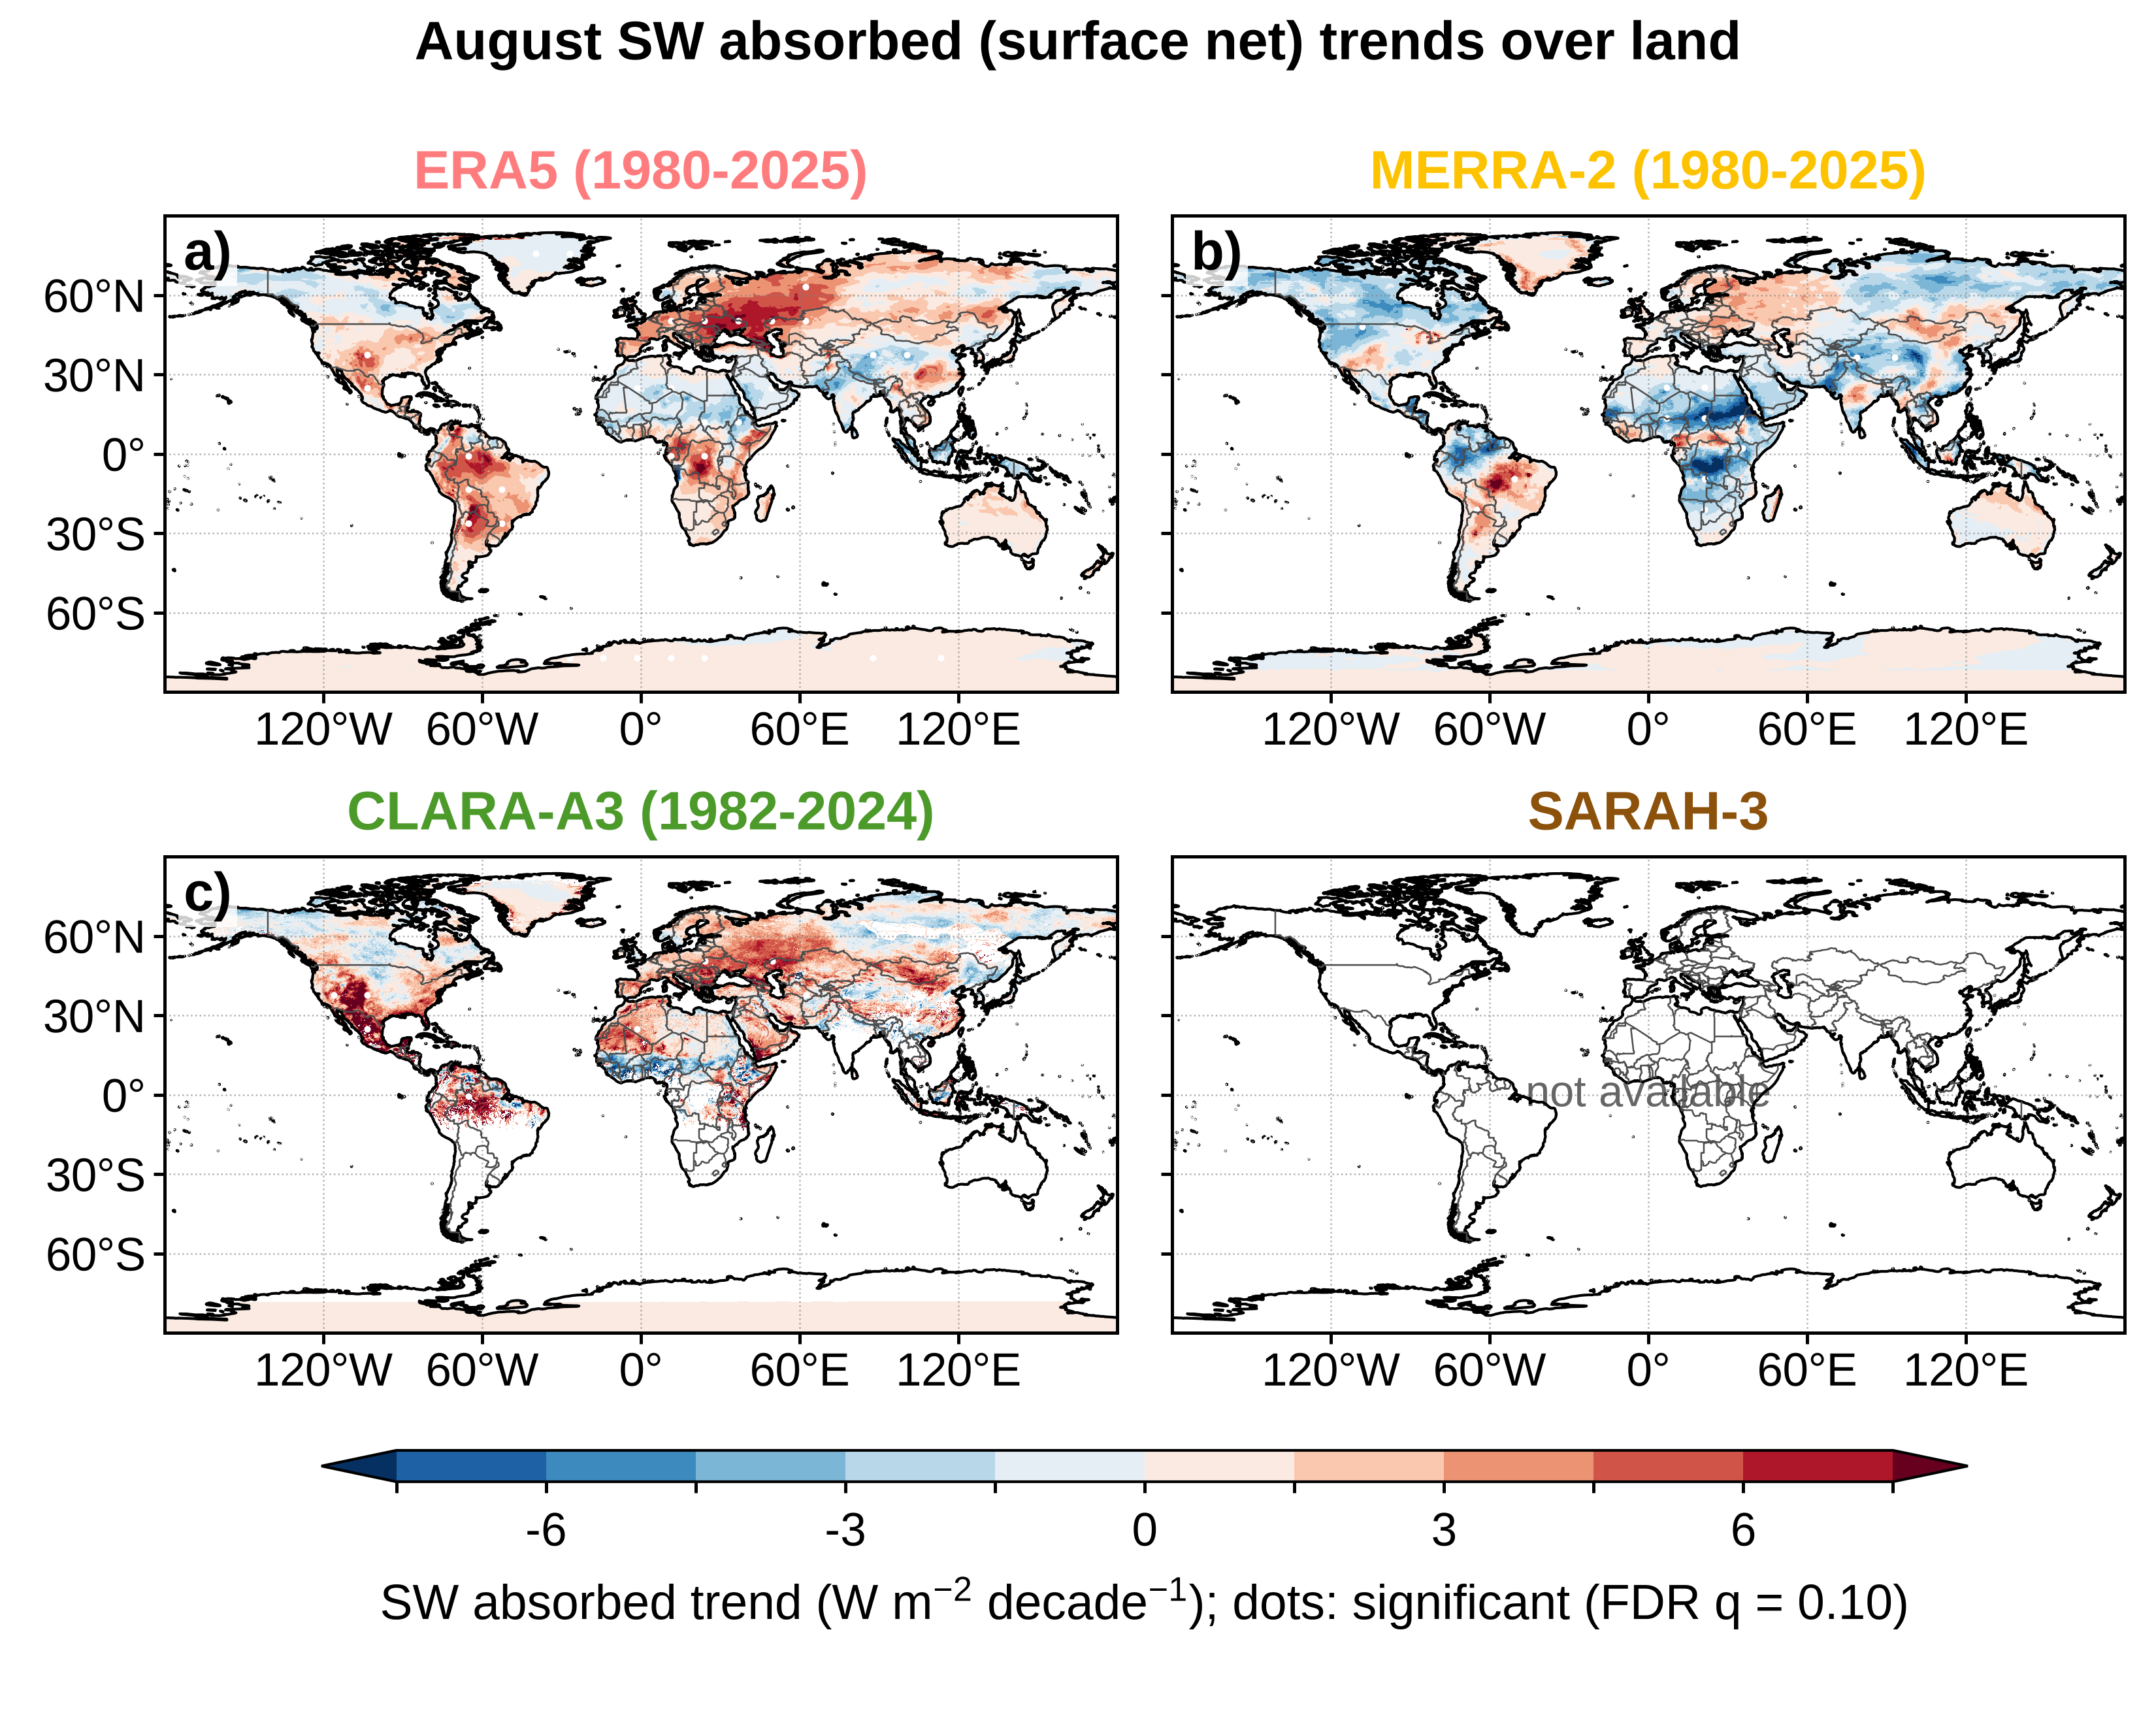 August SW absorbed (surface net) trends over land
ERA5 (1980-2025)
MERRA-2 (1980-2025)
a)
b)
60°N
30°N
0°
30°S
60°S
120°W 60°W 0° 60°E 120°E
120°W 60°W 0° 60°E 120°E
CLARA-A3 (1982-2024)
SARAH-3
c)
60°N
30°N
0°
30°S
60°S
not available
120°W 60°W 0° 60°E 120°E
120°W 60°W 0° 60°E 120°E
-6 -3 0 3 6
SW absorbed trend (W m⁻² decade⁻¹); dots: significant (FDR q = 0.10)